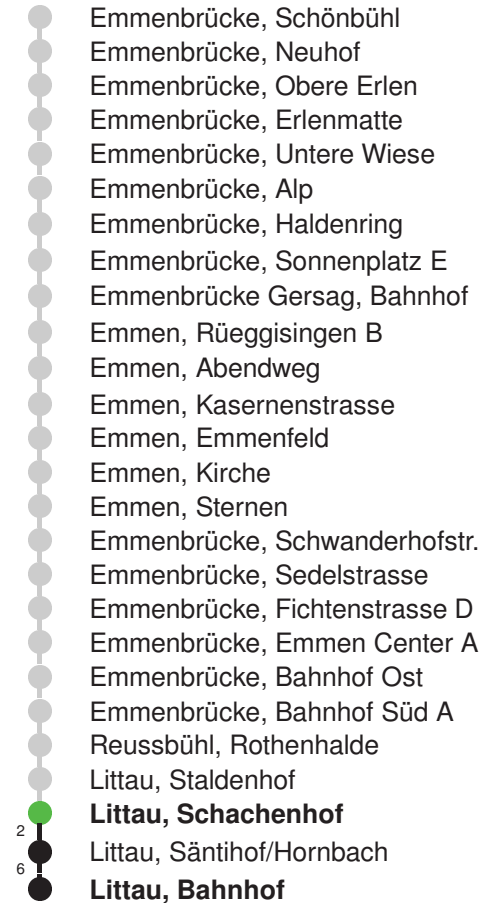 Emmenbrücke, Schönbühl
Emmenbrücke, Neuhof
Emmenbrücke, Obere Erlen
Emmenbrücke, Erlenmatte
Emmenbrücke, Untere Wiese
Emmenbrücke, Alp
Emmenbrücke, Haldenring
Emmenbrücke, Sonnenplatz E
Emmenbrücke Gersag, Bahnhof
Emmen, Rüeggisingen B
Emmen, Abendweg
Emmen, Kasernenstrasse
Emmen, Emmenfeld
Emmen, Kirche
Emmen, Sternen
Emmenbrücke, Schwanderhofstr.
Emmenbrücke, Sedelstrasse
Emmenbrücke, Fichtenstrasse D
Emmenbrücke, Emmen Center A
Emmenbrücke, Bahnhof Ost
Emmenbrücke, Bahnhof Süd A
Reussbühl, Rothenhalde
Littau, Staldenhof
Littau, Schachenhof
2
Littau, Säntihof/Hornbach
6
Littau, Bahnhof